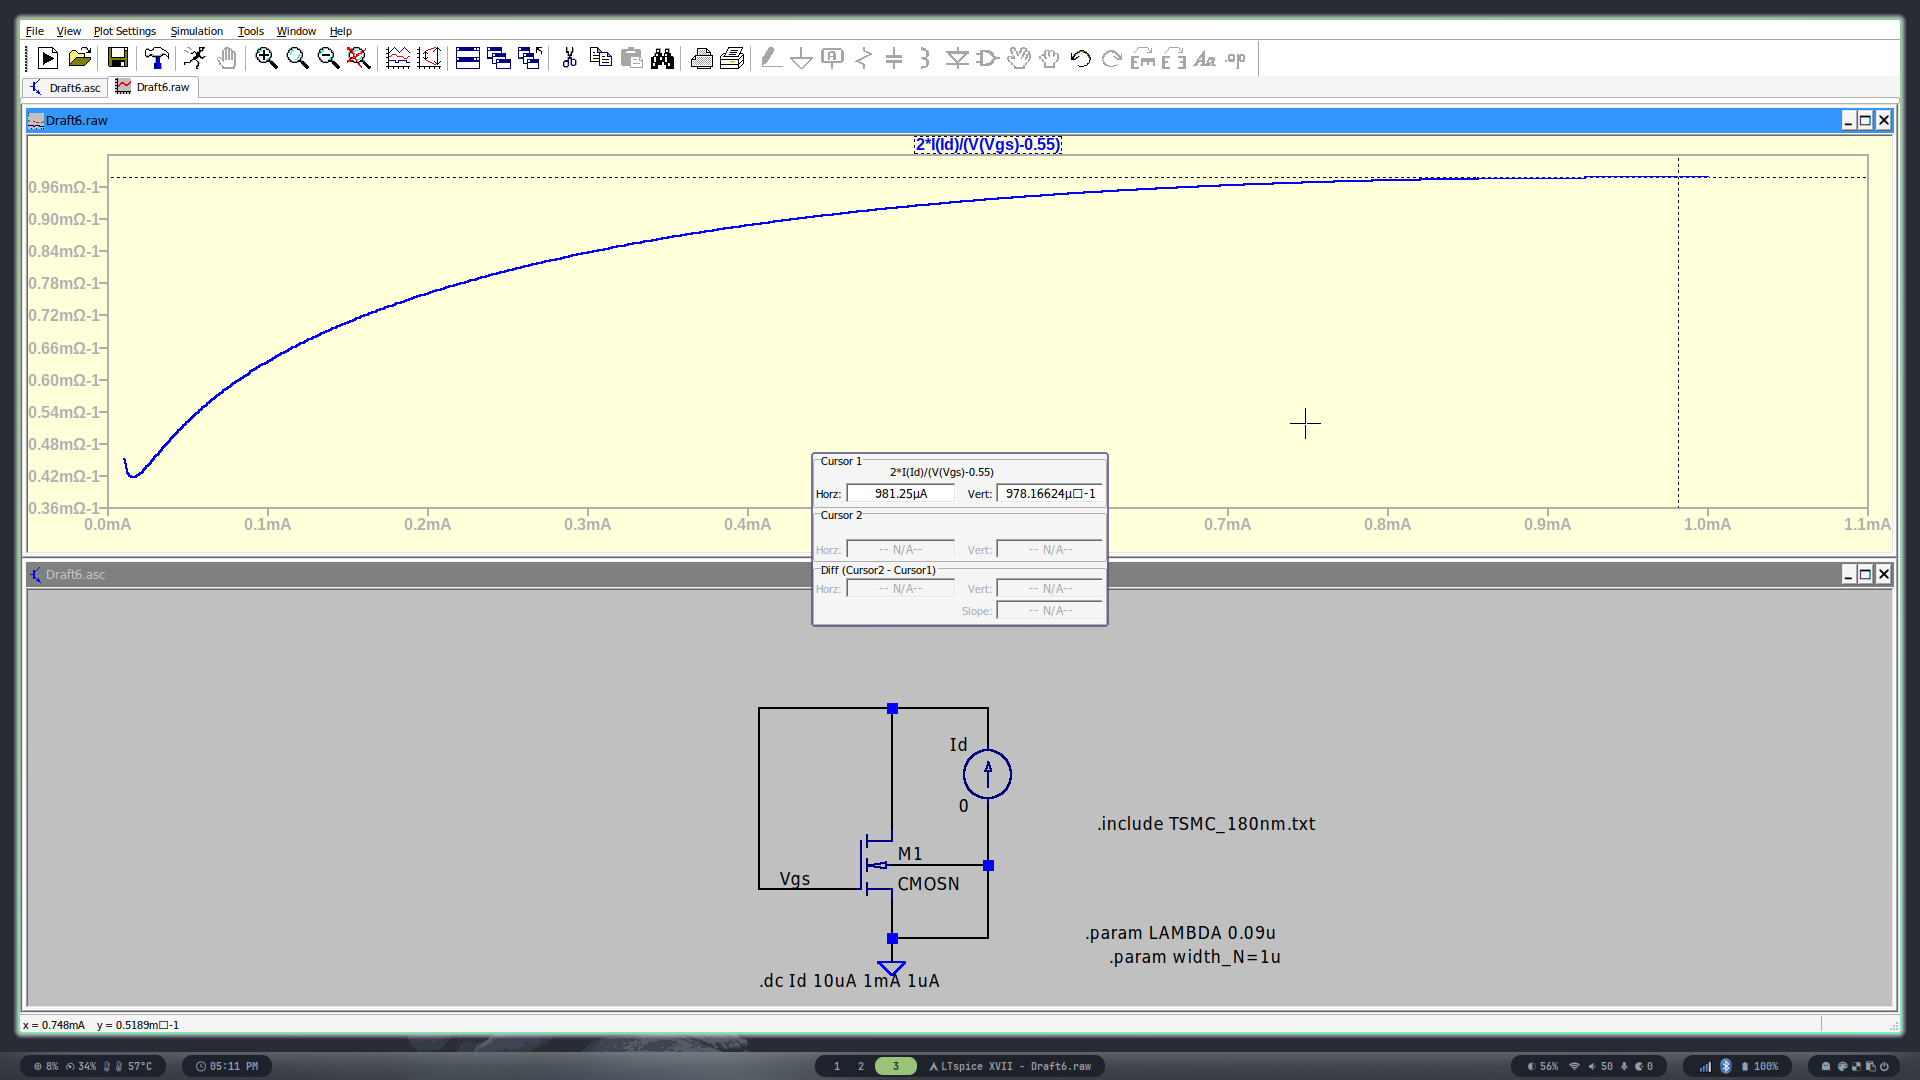 File View Plot Settings Simulation Tools Window Help
Draft6.asc Draft6.raw
Draft6.raw
2*I(Id)/(V(Vgs)-0.55)
0.96mΩ-1
0.90mΩ-1
0.84mΩ-1
0.78mΩ-1
0.72mΩ-1
0.66mΩ-1
0.60mΩ-1
0.54mΩ-1
0.48mΩ-1
0.42mΩ-1
0.36mΩ-1
0.0mA 0.1mA 0.2mA 0.3mA 0.4mA 0.7mA 0.8mA 0.9mA 1.0mA 1.1mA
Cursor 1
2*I(Id)/(V(Vgs)-0.55)
Horz: 981.25µA Vert: 978.16624µ□-1
Cursor 2
Horz: -- N/A-- Vert: -- N/A--
Diff (Cursor2 - Cursor1)
Horz: -- N/A-- Vert: -- N/A--
Slope: -- N/A--
Draft6.asc
Id
0
.include TSMC_180nm.txt
M1
Vgs
CMOSN
.param LAMBDA 0.09u
.param width_N=1u
.dc Id 10uA 1mA 1uA
x = 0.748mA y = 0.5189m□-1
8% 34% 57°C 05:11 PM 1 2 3 LTspice XVII - Draft6.raw 56% 50 0 100%